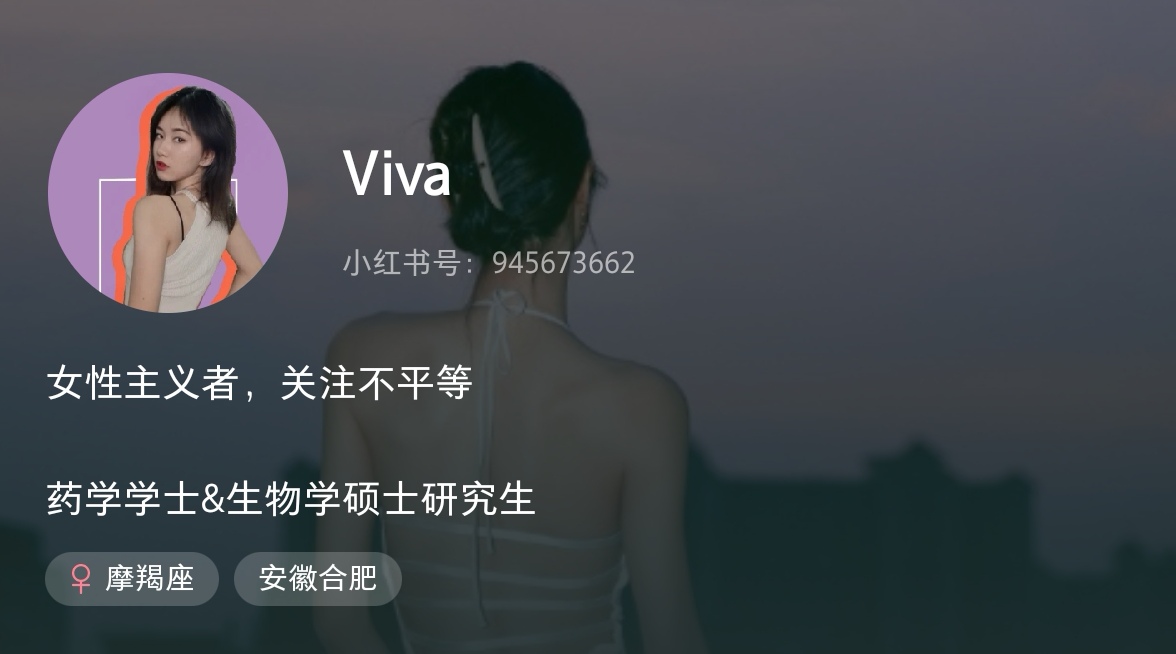 Viva
小红书号：945673662
女性主义者，关注不平等
药学学士&生物学硕士研究生
♀ 摩羯座
安徽合肥